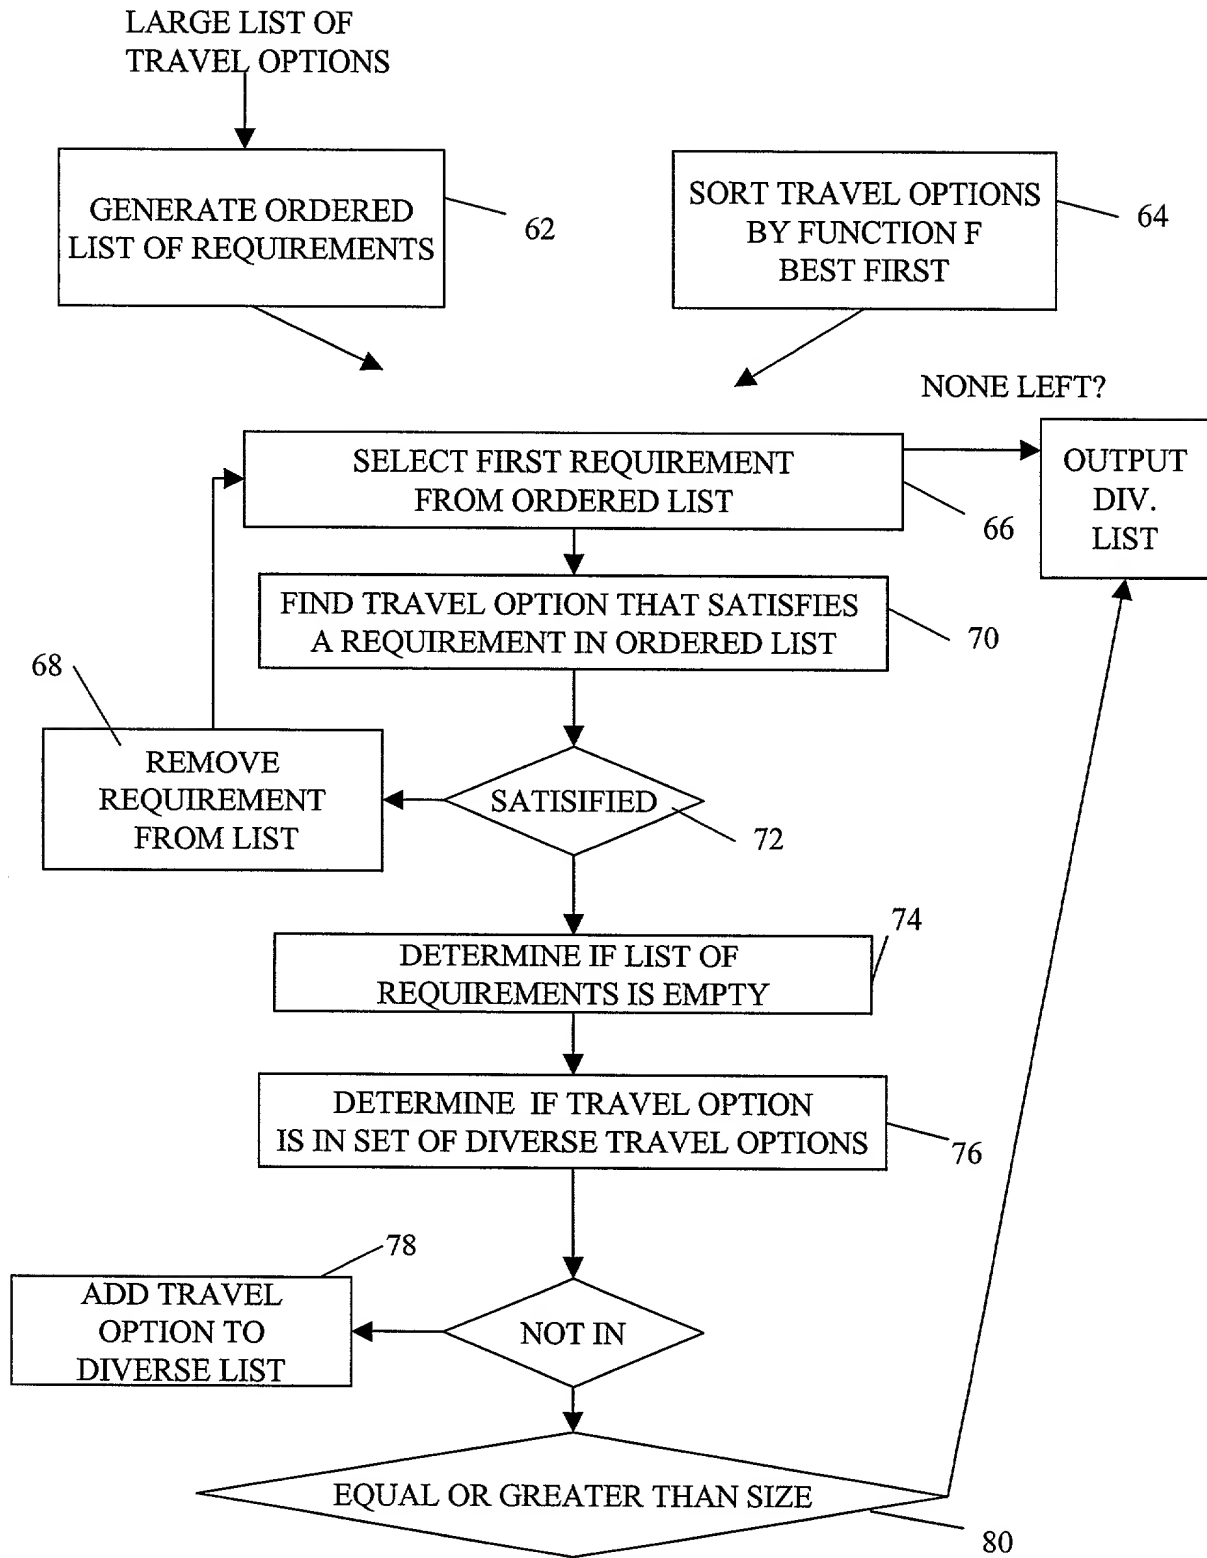 LARGE LIST OF
TRAVEL OPTIONS
GENERATE ORDERED
LIST OF REQUIREMENTS
62
SORT TRAVEL OPTIONS
BY FUNCTION F
BEST FIRST
64
NONE LEFT?
SELECT FIRST REQUIREMENT
FROM ORDERED LIST
66
OUTPUT
DIV.
LIST
FIND TRAVEL OPTION THAT SATISFIES
A REQUIREMENT IN ORDERED LIST
70
68
REMOVE
REQUIREMENT
FROM LIST
SATISIFIED
72
DETERMINE IF LIST OF
REQUIREMENTS IS EMPTY
74
DETERMINE IF TRAVEL OPTION
IS IN SET OF DIVERSE TRAVEL OPTIONS
76
78
ADD TRAVEL
OPTION TO
DIVERSE LIST
NOT IN
EQUAL OR GREATER THAN SIZE
80